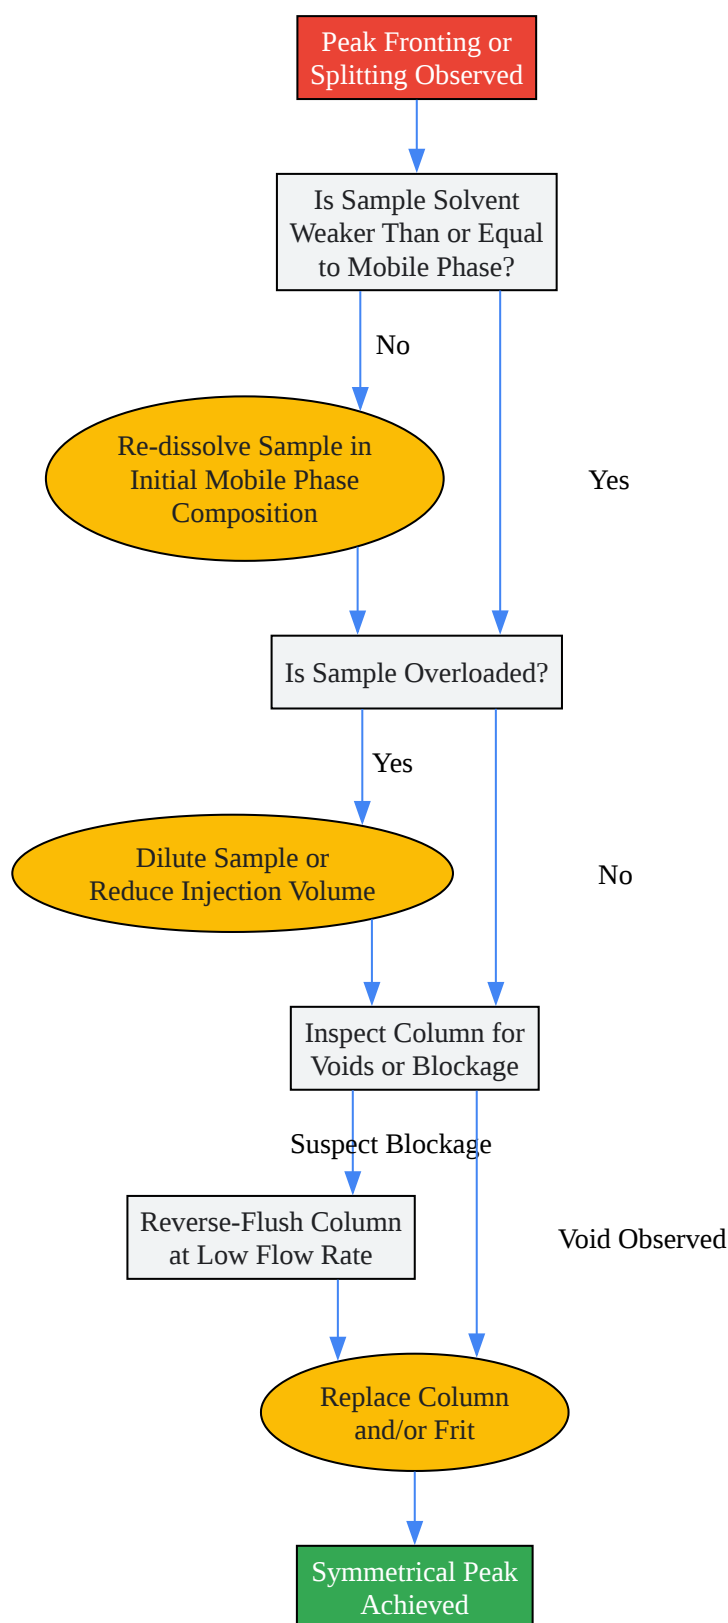 Peak Fronting or
Splitting Observed
Is Sample Solvent
Weaker Than or Equal
to Mobile Phase?
No
Re-dissolve Sample in
Initial Mobile Phase
Composition
Yes
Is Sample Overloaded?
Yes
Dilute Sample or
Reduce Injection Volume
No
Inspect Column for
Voids or Blockage
Suspect Blockage
Reverse-Flush Column
at Low Flow Rate
Void Observed
Replace Column
and/or Frit
Symmetrical Peak
Achieved